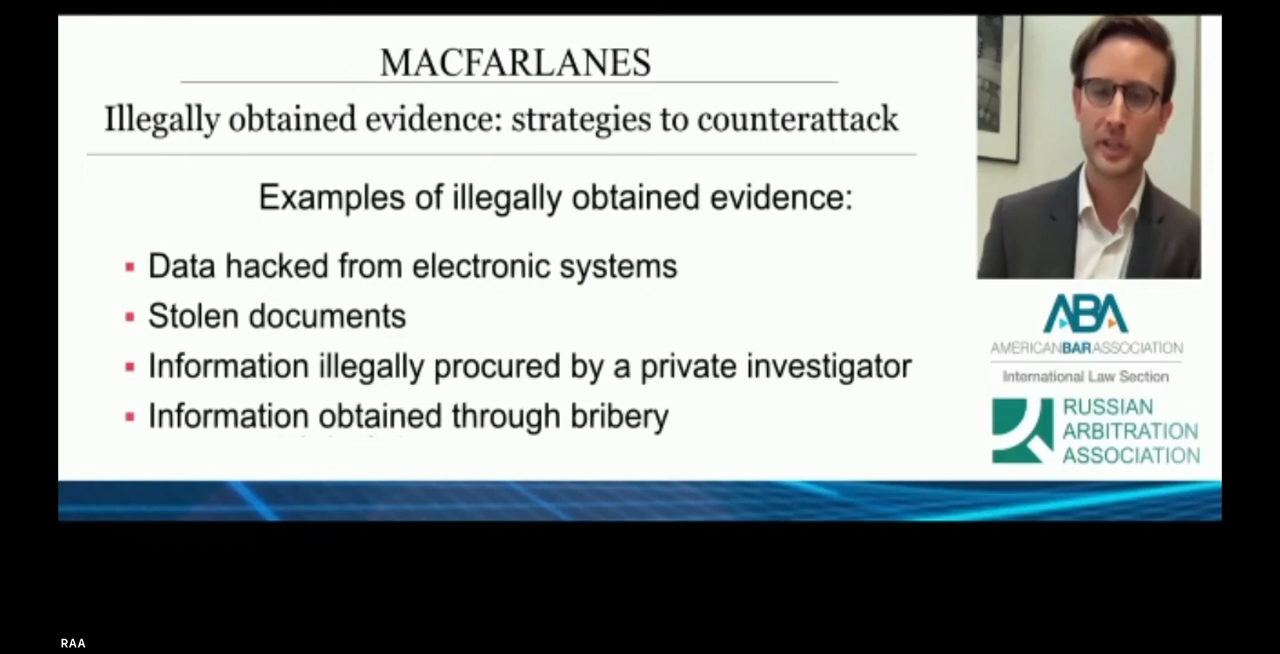 MACFARLANES
Illegally obtained evidence: strategies to counterattack
Examples of illegally obtained evidence:
▪ Data hacked from electronic systems
▪ Stolen documents
▪ Information illegally procured by a private investigator
▪ Information obtained through bribery
ABA
AMERICANBARASSOCIATION
International Law Section
RUSSIAN
ARBITRATION
ASSOCIATION
RAA